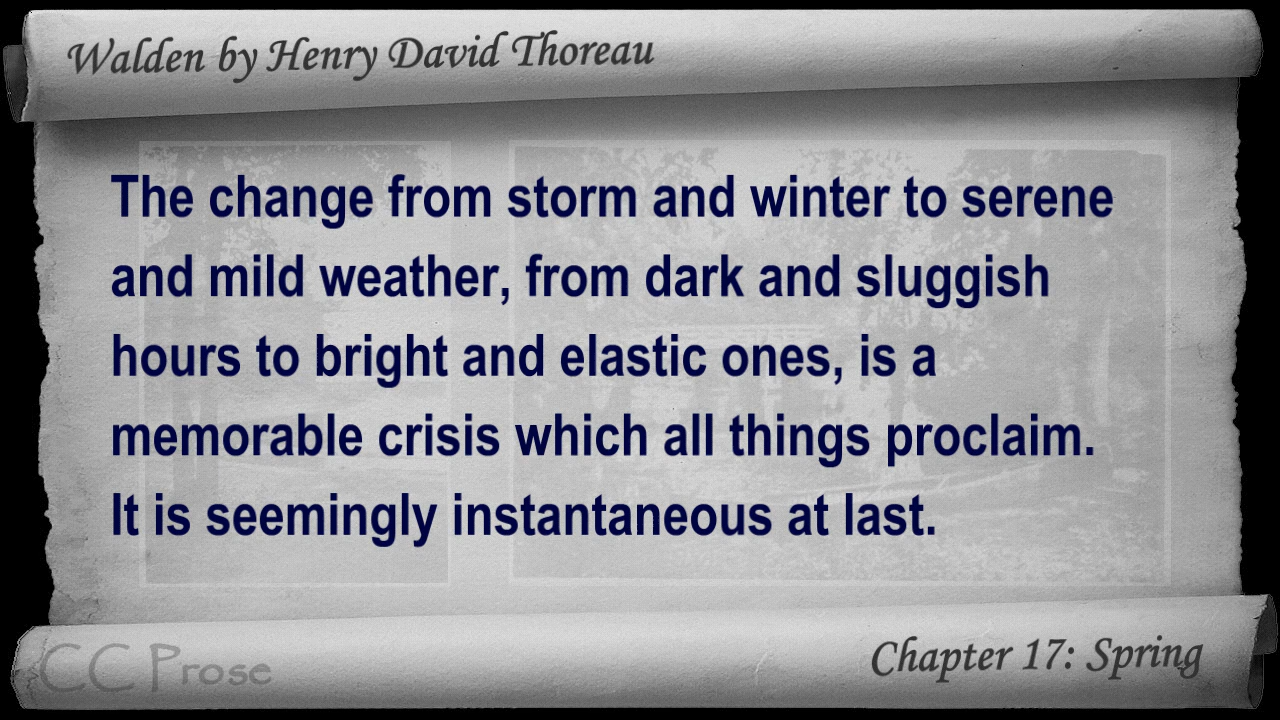 Walden by Henry David Thoreau
The change from storm and winter to serene
and mild weather, from dark and sluggish
hours to bright and elastic ones, is a
memorable crisis which all things proclaim.
It is seemingly instantaneous at last.
CC Prose
Chapter 17: Spring